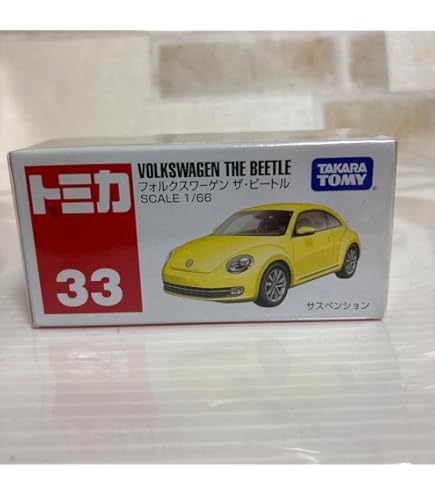 トミカ
33
VOLKSWAGEN THE BEETLE
フォルクスワーゲン ザ・ビートル
SCALE 1/66
TAKARA
TOMY
サスペンション